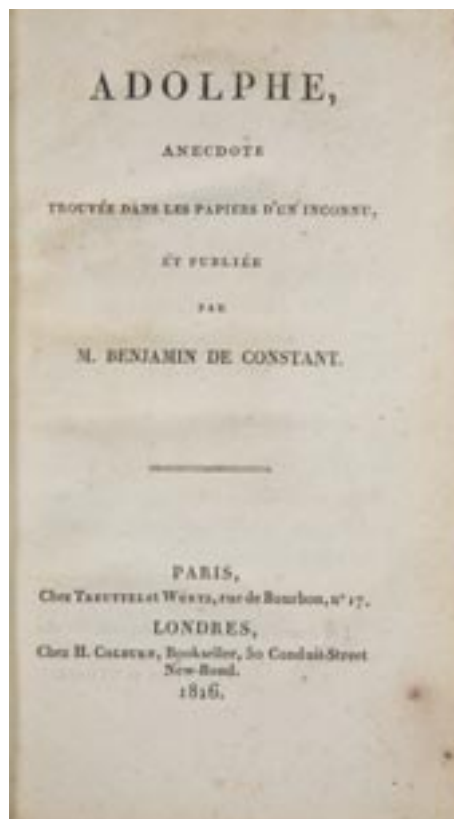 ADOLPHE,
ANECDOTE
TROUVÉE DANS LES PAPIERS D'UN INCONNU,
ET PUBLIÉE
PAR
M. BENJAMIN DE CONSTANT.
PARIS,
Chez TREUTTEL et WÜRTZ, rue de Bourbon, n° 17.
LONDRES,
Chez H. COLBURN, Bookseller, 50 Conduit-Street
New-Bond.
1816.